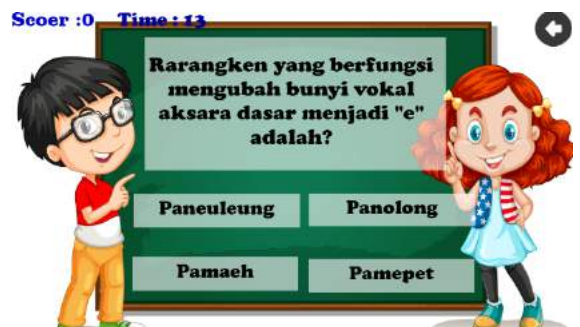 Scoer :0 Time : 13
Rarangken yang berfungsi
mengubah bunyi vokal
aksara dasar menjadi "e"
adalah?
Paneuleung Panolong
Pamaeh Pamepet